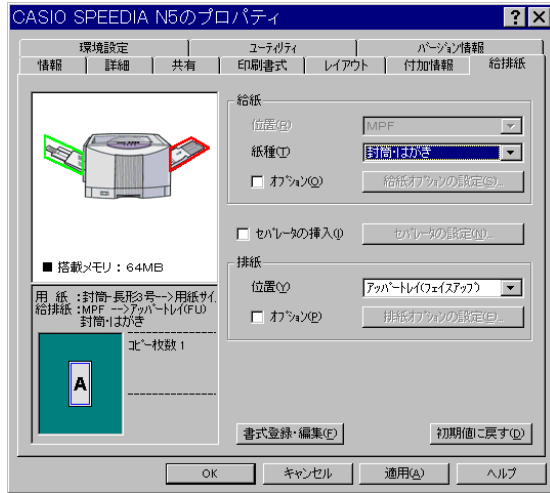 CASIO SPEEDIA N5のプロパティ
環境設定 ユーティリティ バージョン情報
情報 詳細 共有 印刷書式 レイアウト 付加情報 給排紙
給紙
位置(R) MPF
紙種(T) 封筒・はがき
オプション(O) 給紙オプションの設定(S)...
■ 搭載メモリ：64MB
セパレータの挿入(I) セパレータの設定(N)...
排紙
位置(Y) アッパートレイ(フェイスアップ)
オプション(P) 排紙オプションの設定(E)...
用 紙 :封筒-長形3号-->用紙サイ
給排紙 :MPF -->アッパートレイ(FU)
封筒・はがき
コピー枚数 1
A
書式登録・編集(F) 初期値に戻す(D)
OK キャンセル 適用(A) ヘルプ